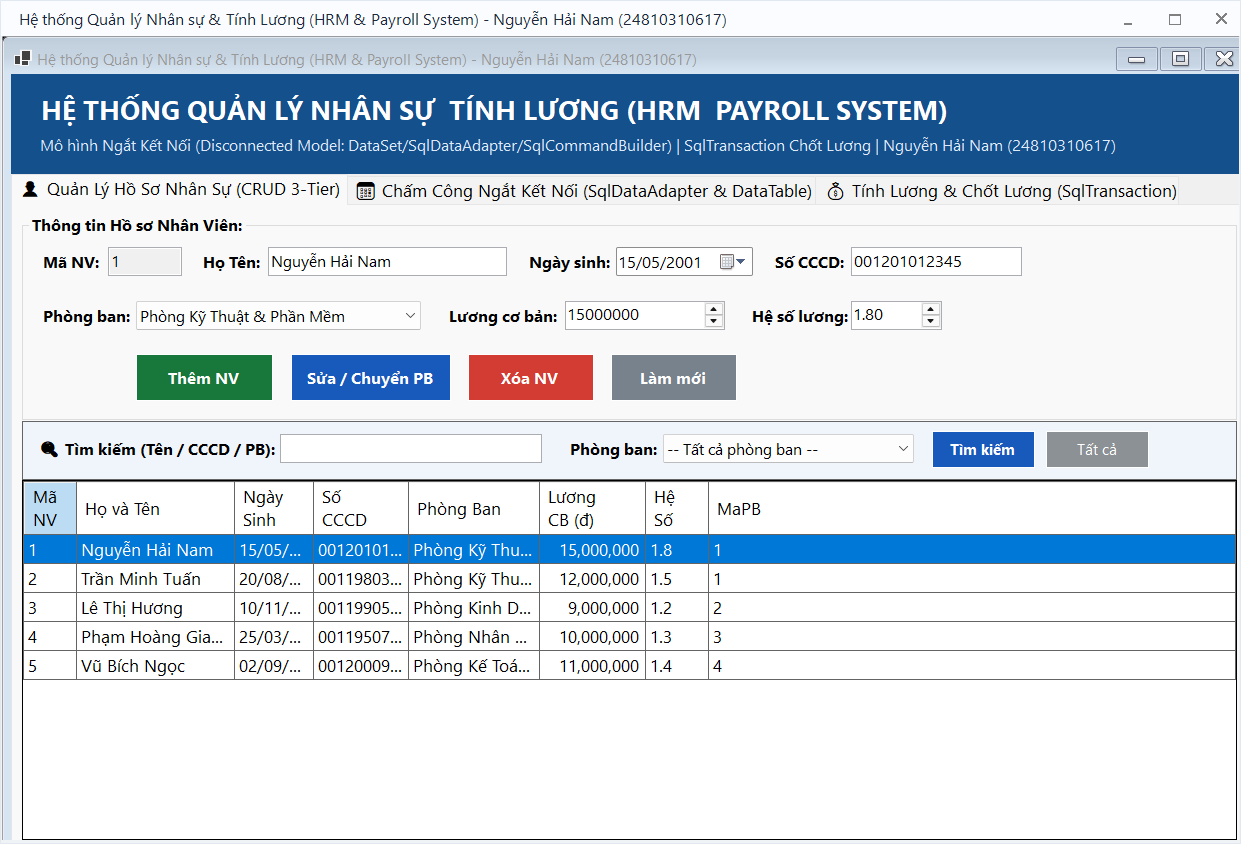 Hệ thống Quản lý Nhân sự & Tính Lương (HRM & Payroll System) - Nguyễn Hải Nam (24810310617)
Hệ thống Quản lý Nhân sự & Tính Lương (HRM & Payroll System) - Nguyễn Hải Nam (24810310617)
HỆ THỐNG QUẢN LÝ NHÂN SỰ  TÍNH LƯƠNG (HRM  PAYROLL SYSTEM)
Mô hình Ngắt Kết Nối (Disconnected Model: DataSet/SqlDataAdapter/SqlCommandBuilder) | SqlTransaction Chốt Lương | Nguyễn Hải Nam (24810310617)
Quản Lý Hồ Sơ Nhân Sự (CRUD 3-Tier) Chấm Công Ngắt Kết Nối (SqlDataAdapter & DataTable) Tính Lương & Chốt Lương (SqlTransaction)
Thông tin Hồ sơ Nhân Viên:
Mã NV: 1 Họ Tên: Nguyễn Hải Nam Ngày sinh: 15/05/2001 Số CCCD: 001201012345
Phòng ban: Phòng Kỹ Thuật & Phần Mềm Lương cơ bản: 15000000 Hệ số lương: 1.80
Thêm NV Sửa / Chuyển PB Xóa NV Làm mới
Tìm kiếm (Tên / CCCD / PB): Phòng ban: -- Tất cả phòng ban -- Tìm kiếm Tất cả
Mã NV Họ và Tên Ngày Sinh Số CCCD Phòng Ban Lương CB (đ) Hệ Số MaPB
1 Nguyễn Hải Nam 15/05/... 00120101... Phòng Kỹ Thu... 15,000,000 1.8 1
2 Trần Minh Tuấn 20/08/... 00119803... Phòng Kỹ Thu... 12,000,000 1.5 1
3 Lê Thị Hương 10/11/... 00119905... Phòng Kinh D... 9,000,000 1.2 2
4 Phạm Hoàng Gia... 25/03/... 00119507... Phòng Nhân ... 10,000,000 1.3 3
5 Vũ Bích Ngọc 02/09/... 00120009... Phòng Kế Toá... 11,000,000 1.4 4